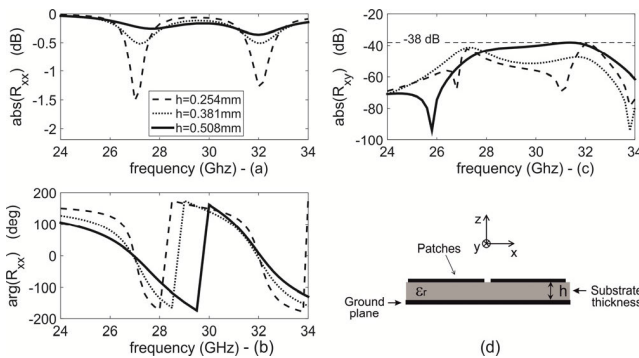 0
-0.5
-1
-1.5
-2
abs(Rxx) (dB)
h=0.254mm
h=0.381mm
h=0.508mm
24 26 28 30 32 34
frequency (Ghz) - (a)
-20
-40
-60
-80
-100
abs(Rxy) (dB)
-38 dB
24 26 28 30 32 34
frequency (Ghz) - (c)
200
100
0
-100
-200
arg(Rxx) (deg)
24 26 28 30 32 34
frequency (GHz) - (b)
z
y
x
Patches
εr
h
Substrate
thickness
Ground
plane
(d)